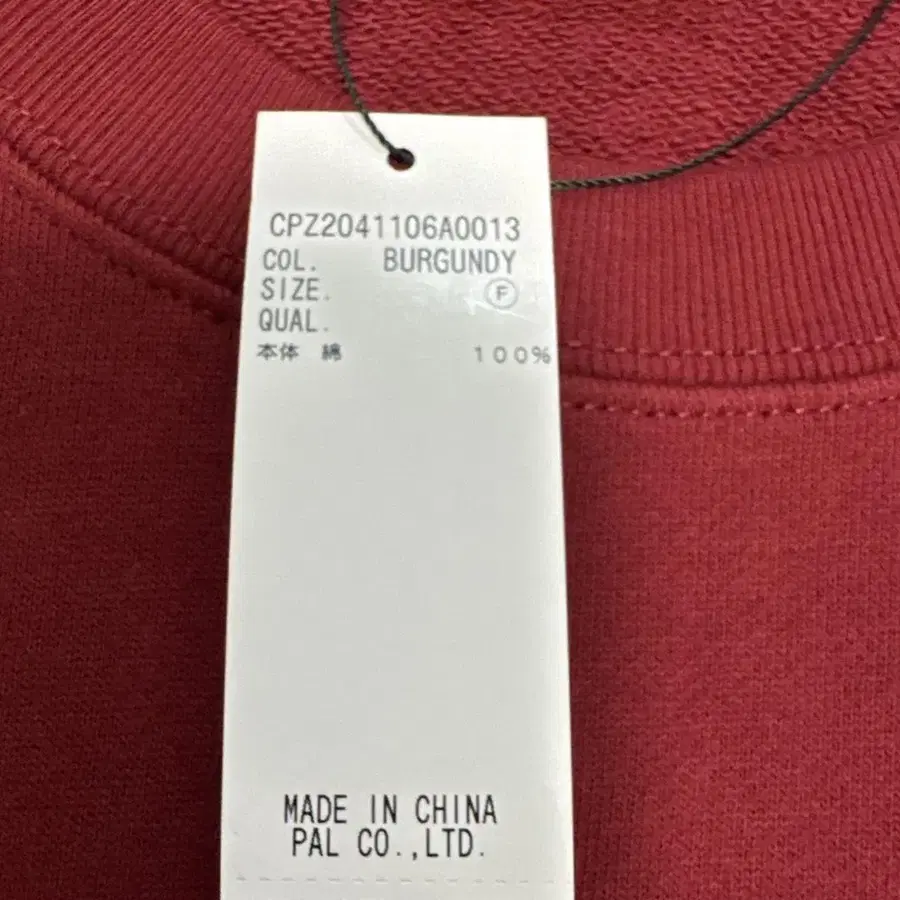 CPZ2041106A0013
COL. BURGUNDY
SIZE. Ⓕ
QUAL.
本体 綿 100%
MADE IN CHINA
PAL CO.,LTD.